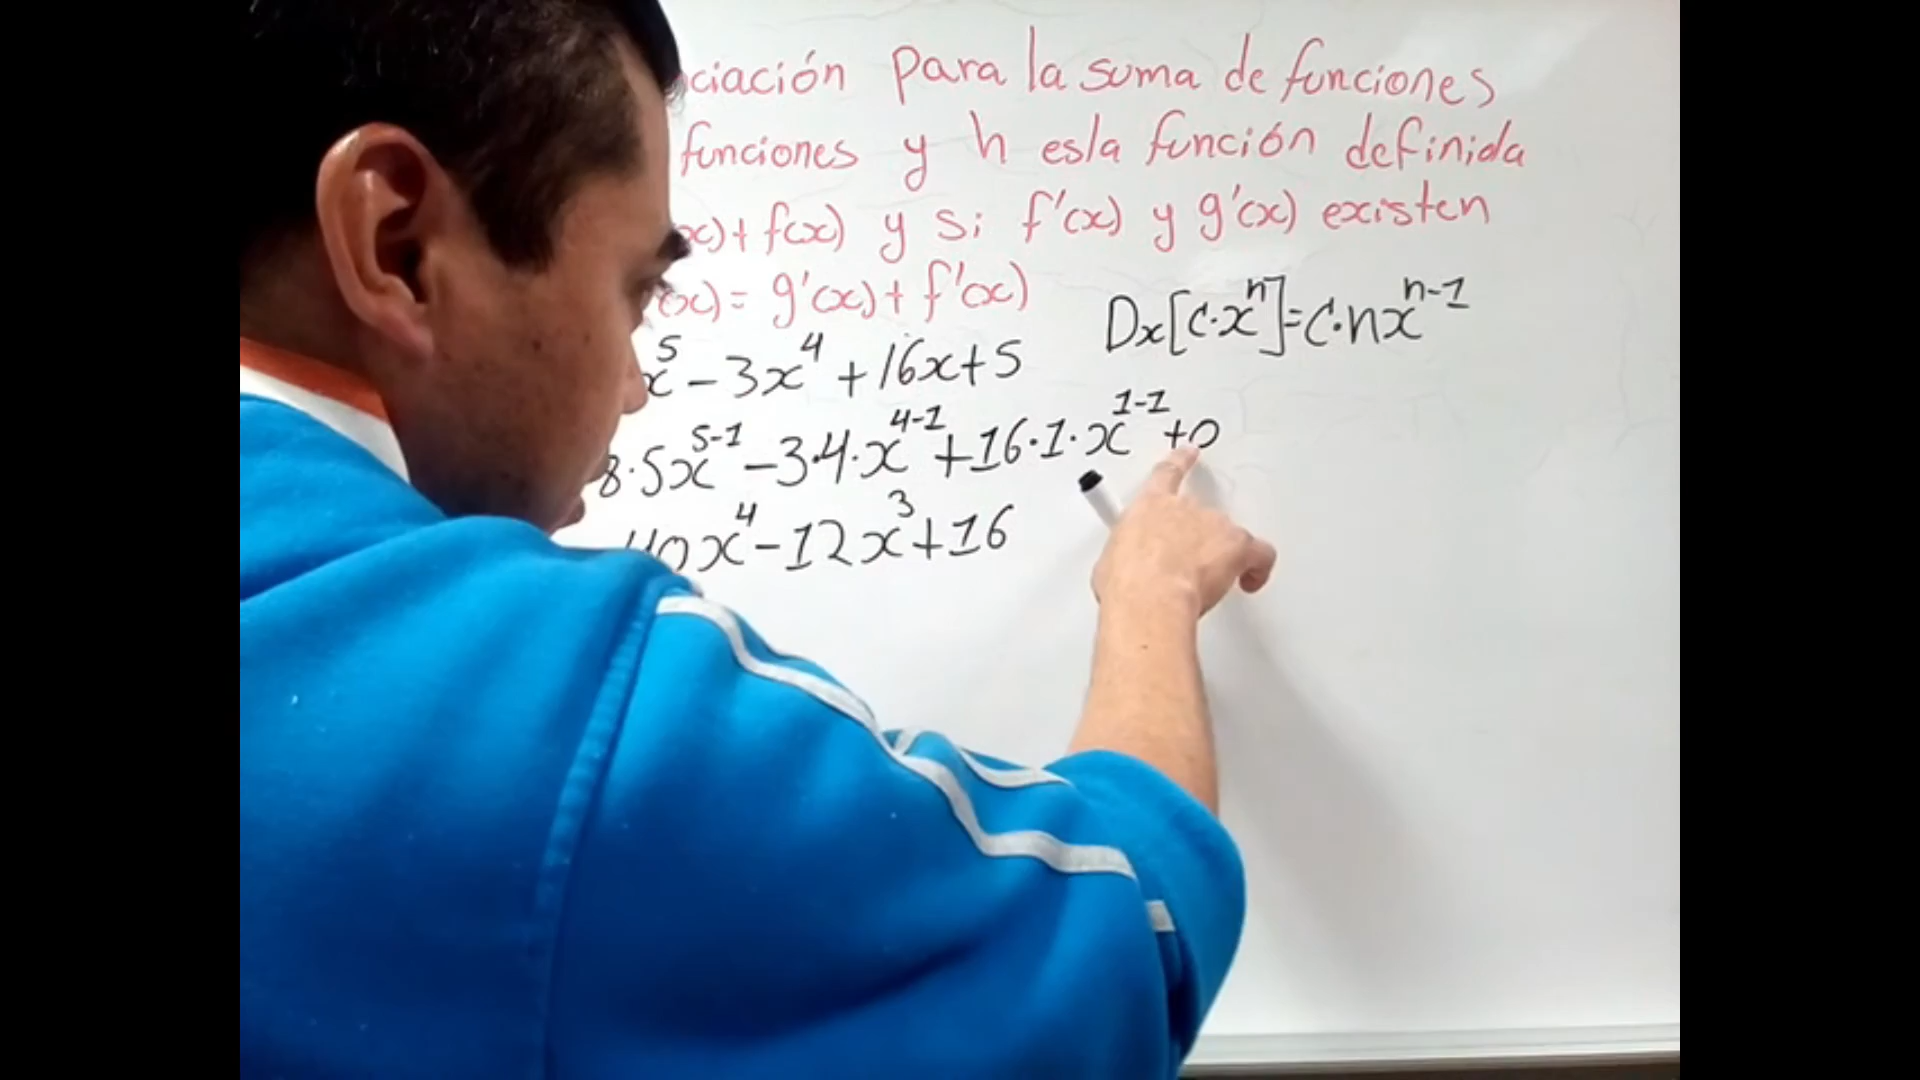 ciación para la suma de funciones
funciones y h es la función definida
x)+f(x) y si f'(x) y g'(x) existen
(x)=g'(x)+f'(x)
Dx[c·x^n]=c·nx^{n-1}
x^5-3x^4+16x+5
8·5x^{5-1}-3·4·x^{4-1}+16·1·x^{1-1}+0
40x^4-12x^3+16